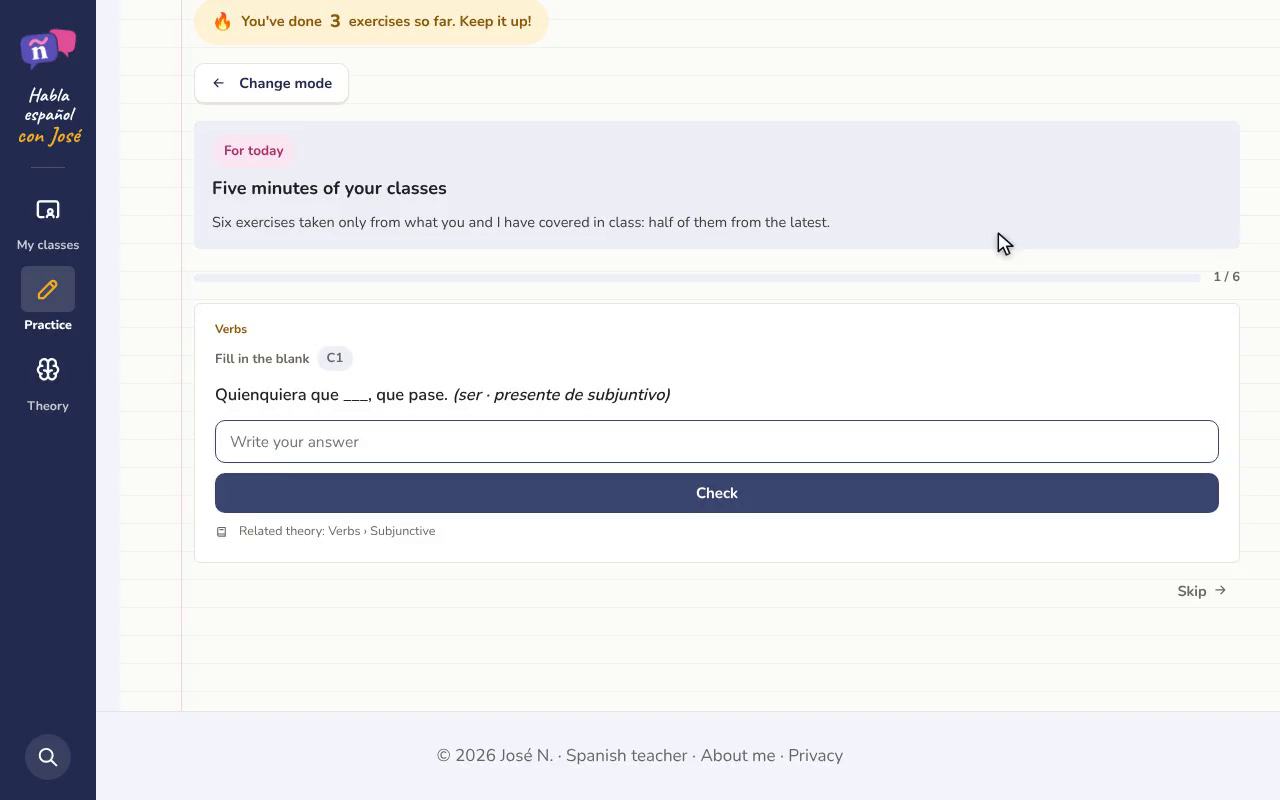 ñ
Habla
español
con José
My classes
Practice
Theory
🔥 You've done 3 exercises so far. Keep it up!
← Change mode
For today
Five minutes of your classes
Six exercises taken only from what you and I have covered in class: half of them from the latest.
1 / 6
Verbs
Fill in the blank C1
Quienquiera que ___, que pase. (ser · presente de subjuntivo)
Write your answer
Check
Related theory: Verbs › Subjunctive
Skip →
© 2026 José N. · Spanish teacher · About me · Privacy